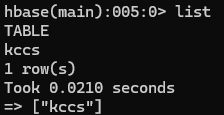 hbase(main):005:0> list
TABLE
kccs
1 row(s)
Took 0.0210 seconds
=> ["kccs"]